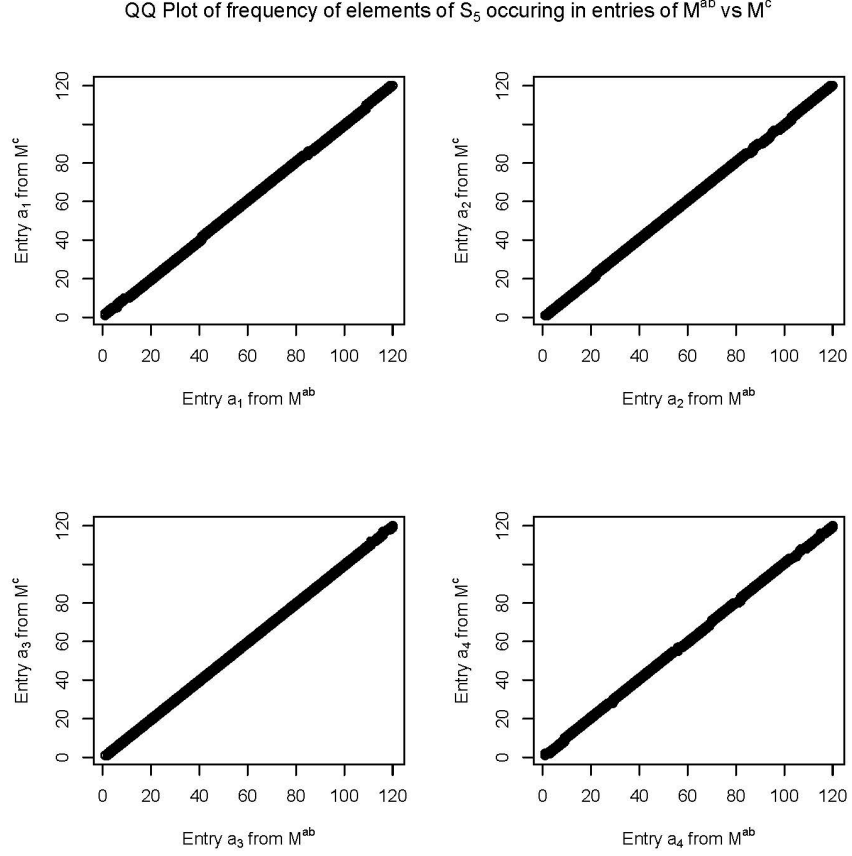 QQ Plot of frequency of elements of S₅ occuring in entries of Mᵃᵇ vs Mᶜ
Entry a₁ from Mᶜ
0 20 40 60 80 120
0 20 40 60 80 100 120
Entry a₁ from Mᵃᵇ
Entry a₂ from Mᶜ
0 20 40 60 80 120
0 20 40 60 80 100 120
Entry a₂ from Mᵃᵇ
Entry a₃ from Mᶜ
0 20 40 60 80 120
0 20 40 60 80 100 120
Entry a₃ from Mᵃᵇ
Entry a₄ from Mᶜ
0 20 40 60 80 120
0 20 40 60 80 100 120
Entry a₄ from Mᵃᵇ